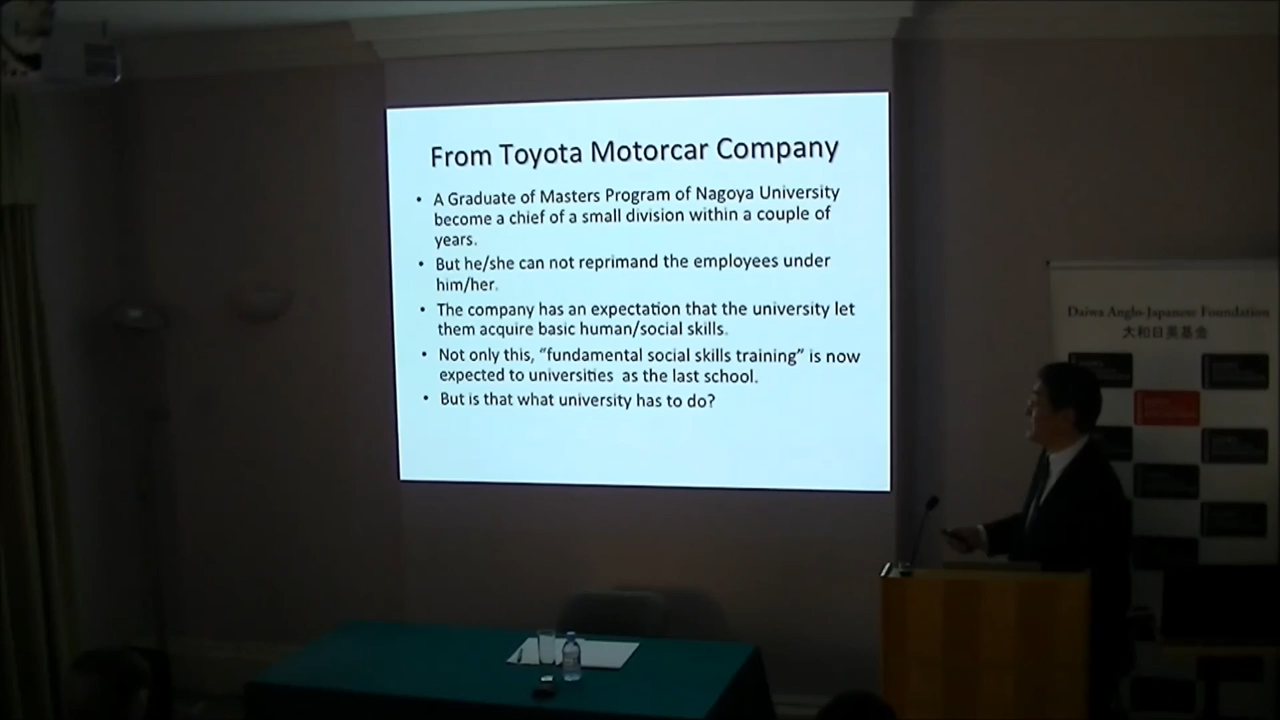 From Toyota Motorcar Company
• A Graduate of Masters Program of Nagoya University
become a chief of a small division within a couple of
years.
• But he/she can not reprimand the employees under
him/her.
• The company has an expectation that the university let
them acquire basic human/social skills.
• Not only this, “fundamental social skills training” is now
expected to universities as the last school.
• But is that what university has to do?
Daiwa Anglo-Japanese Foundation
大和日英基会